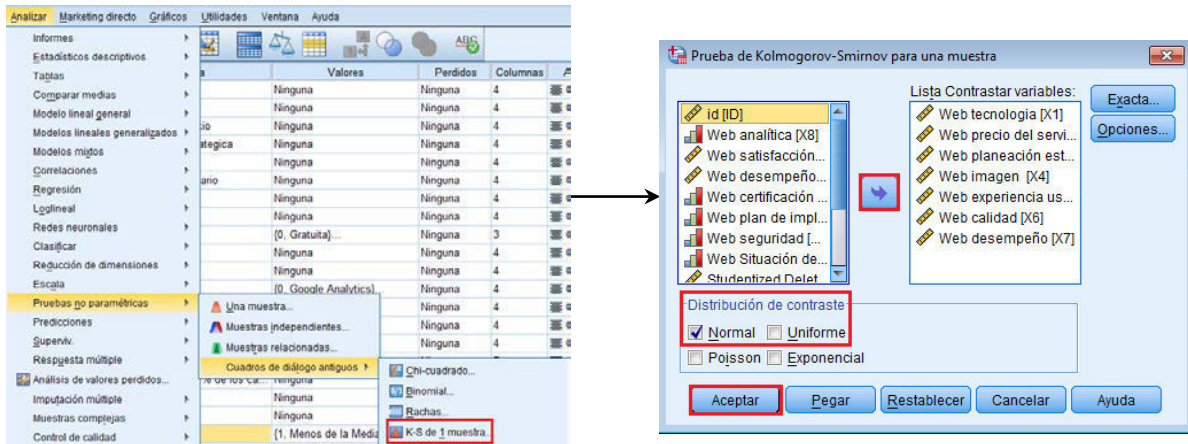 Analizar Marketing directo Gráficos Utilidades Ventana Ayuda
Informes
Estadísticos descriptivos
Tablas
Comparar medias
Modelo lineal general
Modelos lineales generalizados
Modelos mixtos
Correlaciones
Regresión
Loglineal
Redes neuronales
Clasificar
Reducción de dimensiones
Escala
Pruebas no paramétricas
Predicciones
Superviv.
Respuesta múltiple
Análisis de valores perdidos...
Imputación múltiple
Muestras complejas
Control de calidad
Valores Perdidos Columnas
Ninguna Ninguna 4
Ninguna Ninguna 4
Ninguna Ninguna 4
ategica Ninguna Ninguna 4
Ninguna Ninguna 4
ario Ninguna Ninguna 4
Ninguna Ninguna 4
Ninguna Ninguna 4
{0, Gratuita}... Ninguna 3
Ninguna Ninguna 4
Ninguna Ninguna 4
{0, Google Analytics}... Ninguna 4
Ninguna 4
Ninguna 4
Ninguna 4
% de los ca... Ninguna
Ninguna
Ninguna
{1, Menos de la Media
Una muestra...
Muestras independientes...
Muestras relacionadas...
Cuadros de diálogo antiguos
Chi-cuadrado...
Binomial...
Rachas...
K-S de 1 muestra...
Prueba de Kolmogorov-Smirnov para una muestra
id [ID]
Web analítica [X8]
Web satisfacción...
Web desempeño...
Web certificación ...
Web plan de impl...
Web seguridad [...
Web Situación de...
Studentized Delet
Lista Contrastar variables:
Web tecnologia [X1]
Web precio del servi...
Web planeación est...
Web imagen [X4]
Web experiencia us...
Web calidad [X6]
Web desempeño [X7]
Exacta...
Opciones...
Distribución de contraste
Normal Uniforme
Poisson Exponencial
Aceptar Pegar Restablecer Cancelar Ayuda